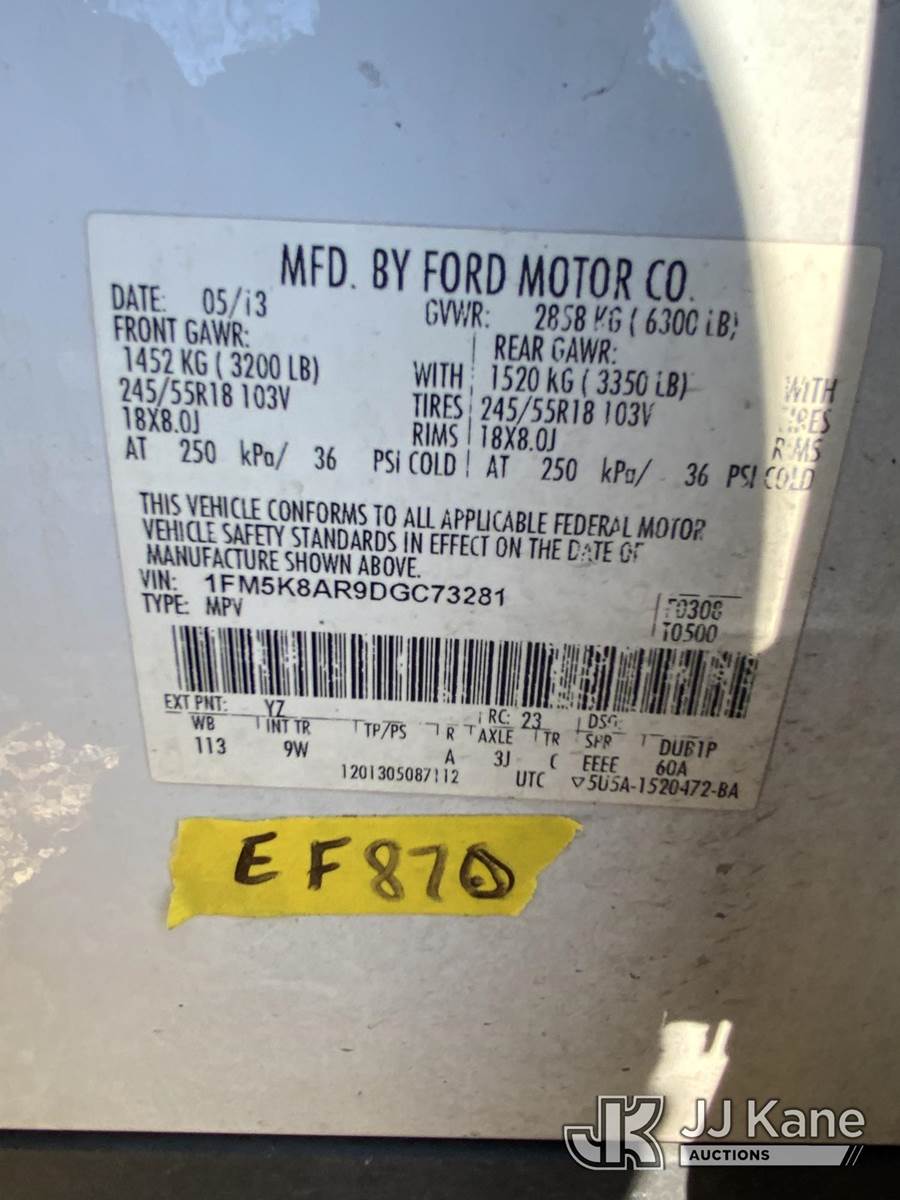 MFD. BY FORD MOTOR CO.
DATE: 05/13 GVWR: 2858 KG ( 6300 LB)
FRONT GAWR: REAR GAWR:
1452 KG ( 3200 LB) WITH 1520 KG ( 3350 LB) WITH
245/55R18 103V TIRES 245/55R18 103V TIRES
18X8.0J RIMS 18X8.0J RIMS
AT 250 kPa/ 36 PSI COLD AT 250 kPa/ 36 PSI COLD
THIS VEHICLE CONFORMS TO ALL APPLICABLE FEDERAL MOTOR
VEHICLE SAFETY STANDARDS IN EFFECT ON THE DATE OF
MANUFACTURE SHOWN ABOVE.
VIN: 1FM5K8AR9DGC73281
TYPE: MPV
F0308
T0500
EXT PNT: YZ RC: 23 DSO:
WB INT TR TP/PS R AXLE TR SPR DUB1P
113 9W A 3J C EEEE 60A
1201305087112 UTC 5U5A-1520472-BA
EF870
JK JJ Kane
AUCTIONS